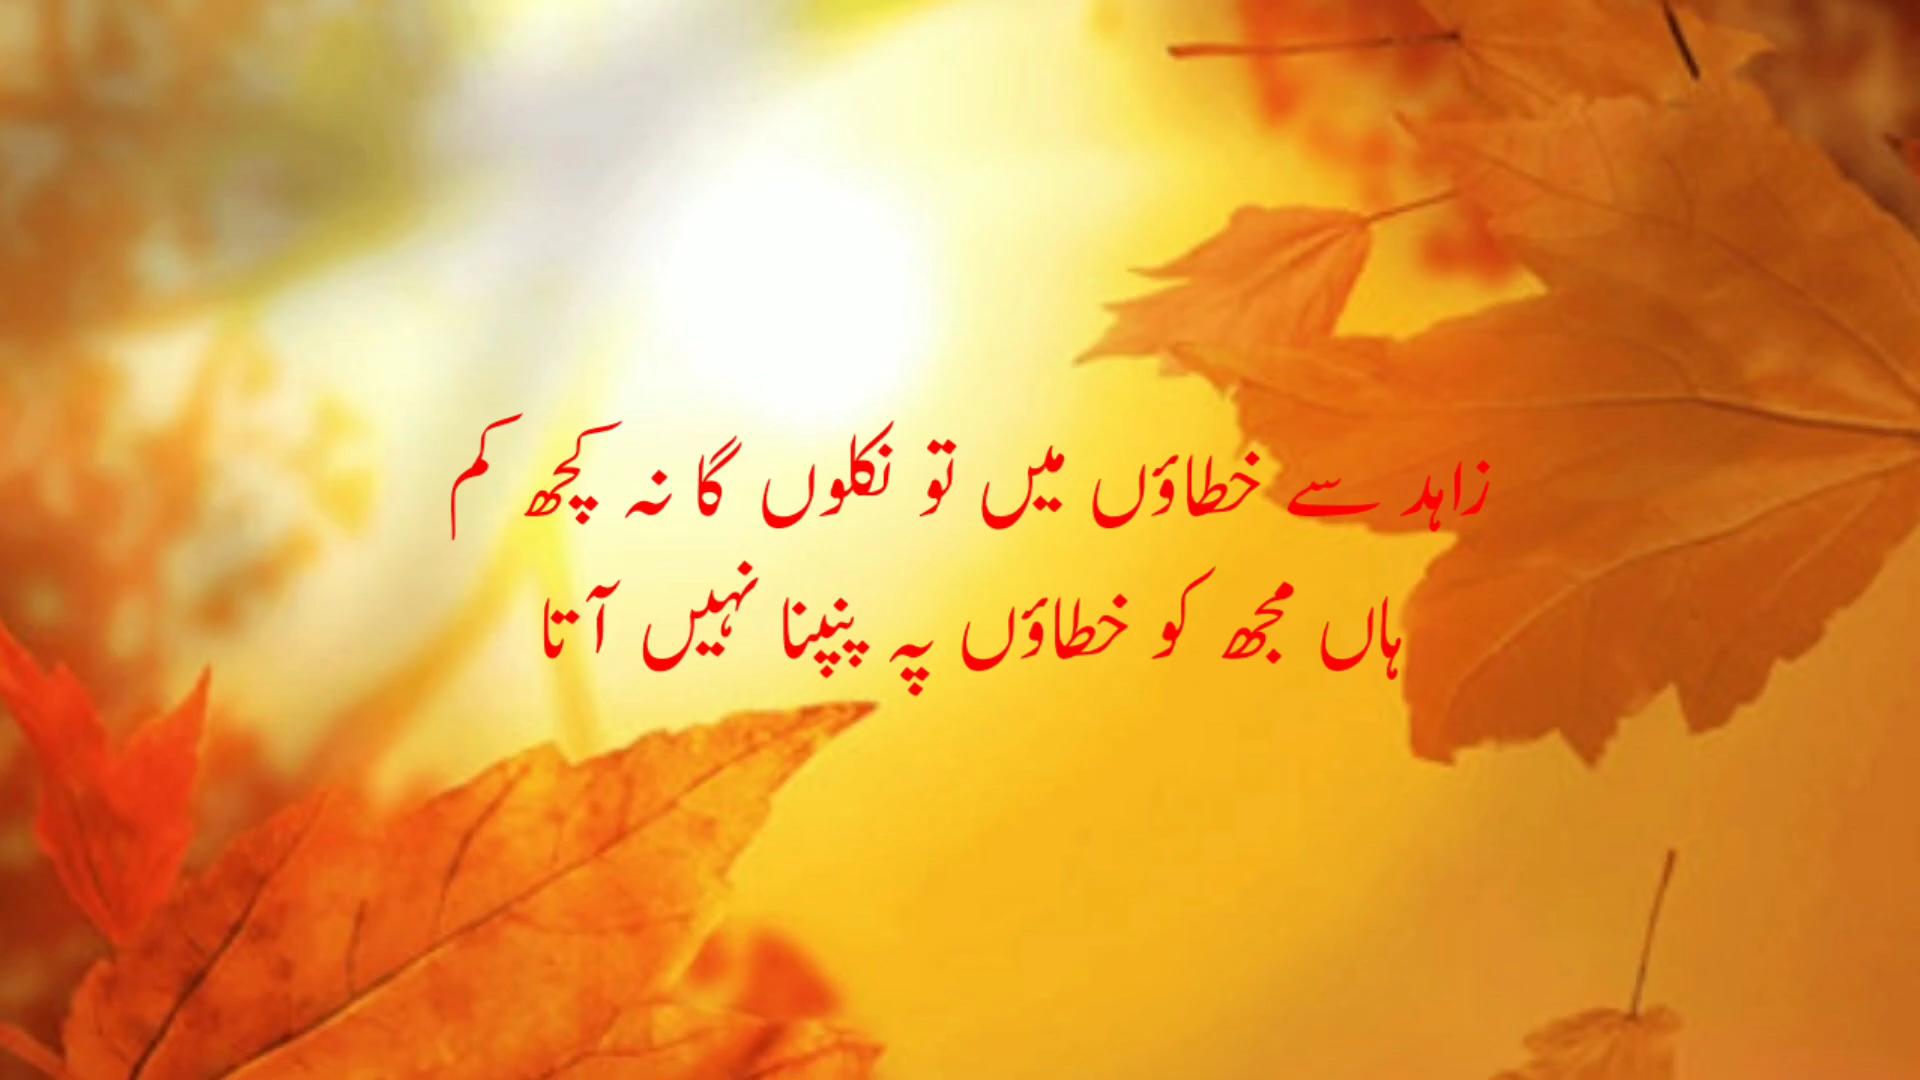 زاہد سے خطاؤں میں تو نکلوں گا نہ کچھ کم
ہاں مجھ کو خطاؤں پہ پنپنا نہیں آتا